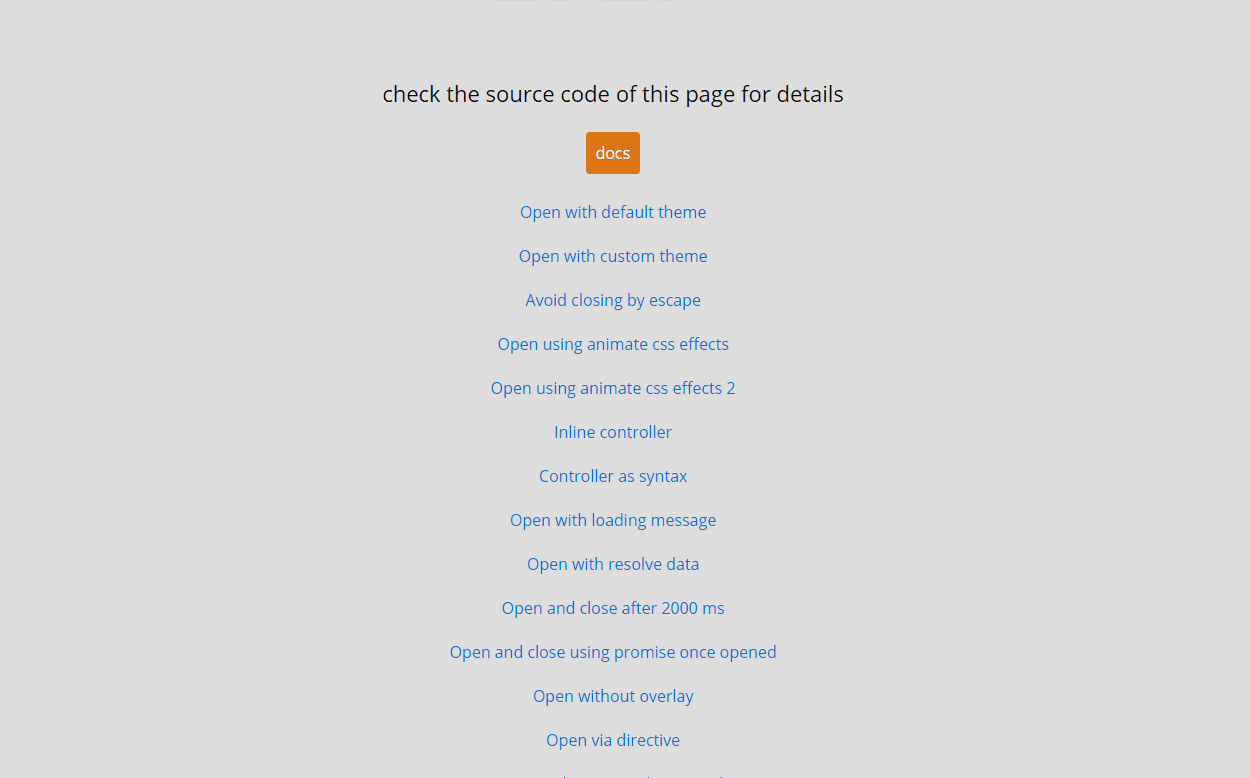 check the source code of this page for details
docs
Open with default theme
Open with custom theme
Avoid closing by escape
Open using animate css effects
Open using animate css effects 2
Inline controller
Controller as syntax
Open with loading message
Open with resolve data
Open and close after 2000 ms
Open and close using promise once opened
Open without overlay
Open via directive